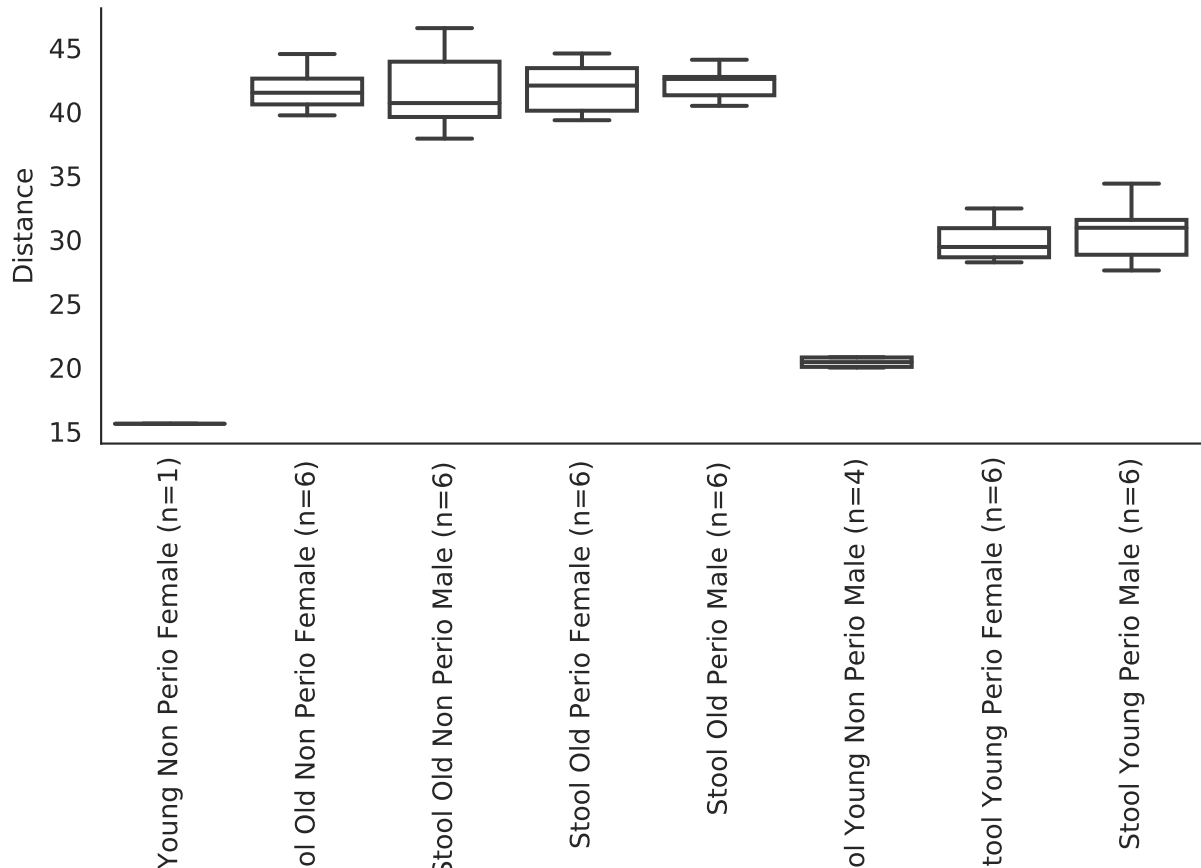 45
40
35
30
25
20
15
Distance
Young Non Perio Female (n=1)
ol Old Non Perio Female (n=6)
Stool Old Non Perio Male (n=6)
Stool Old Perio Female (n=6)
Stool Old Perio Male (n=6)
ol Young Non Perio Male (n=4)
tool Young Perio Female (n=6)
Stool Young Perio Male (n=6)